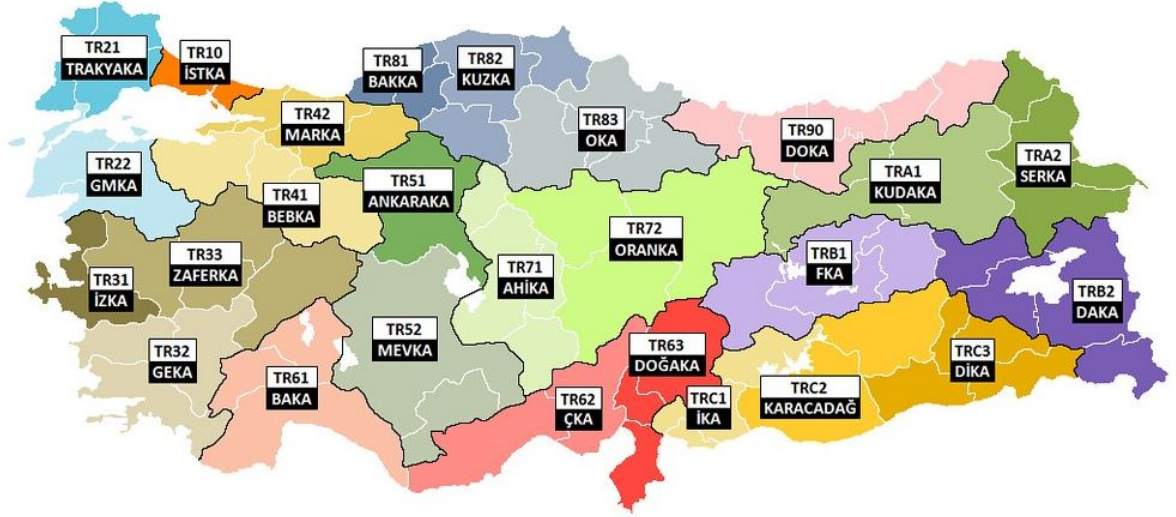 TR21
TRAKYAKA
TR10
İSTKA
TR81
BAKKA
TR82
KUZKA
TR42
MARKA
TR83
OKA
TR90
DOKA
TRA1
KUDAKA
TRA2
SERKA
TR22
GMKA
TR41
BEBKA
TR51
ANKARAKA
TR72
ORANKA
TR33
ZAFERKA
TR31
İZKA
TR71
AHİKA
TRB1
FKA
TRB2
DAKA
TR32
GEKA
TR61
BAKA
TR52
MEVKA
TR63
DOĞAKA
TR62
ÇKA
TRC1
İKA
TRC2
KARACADAĞ
TRC3
DİKA